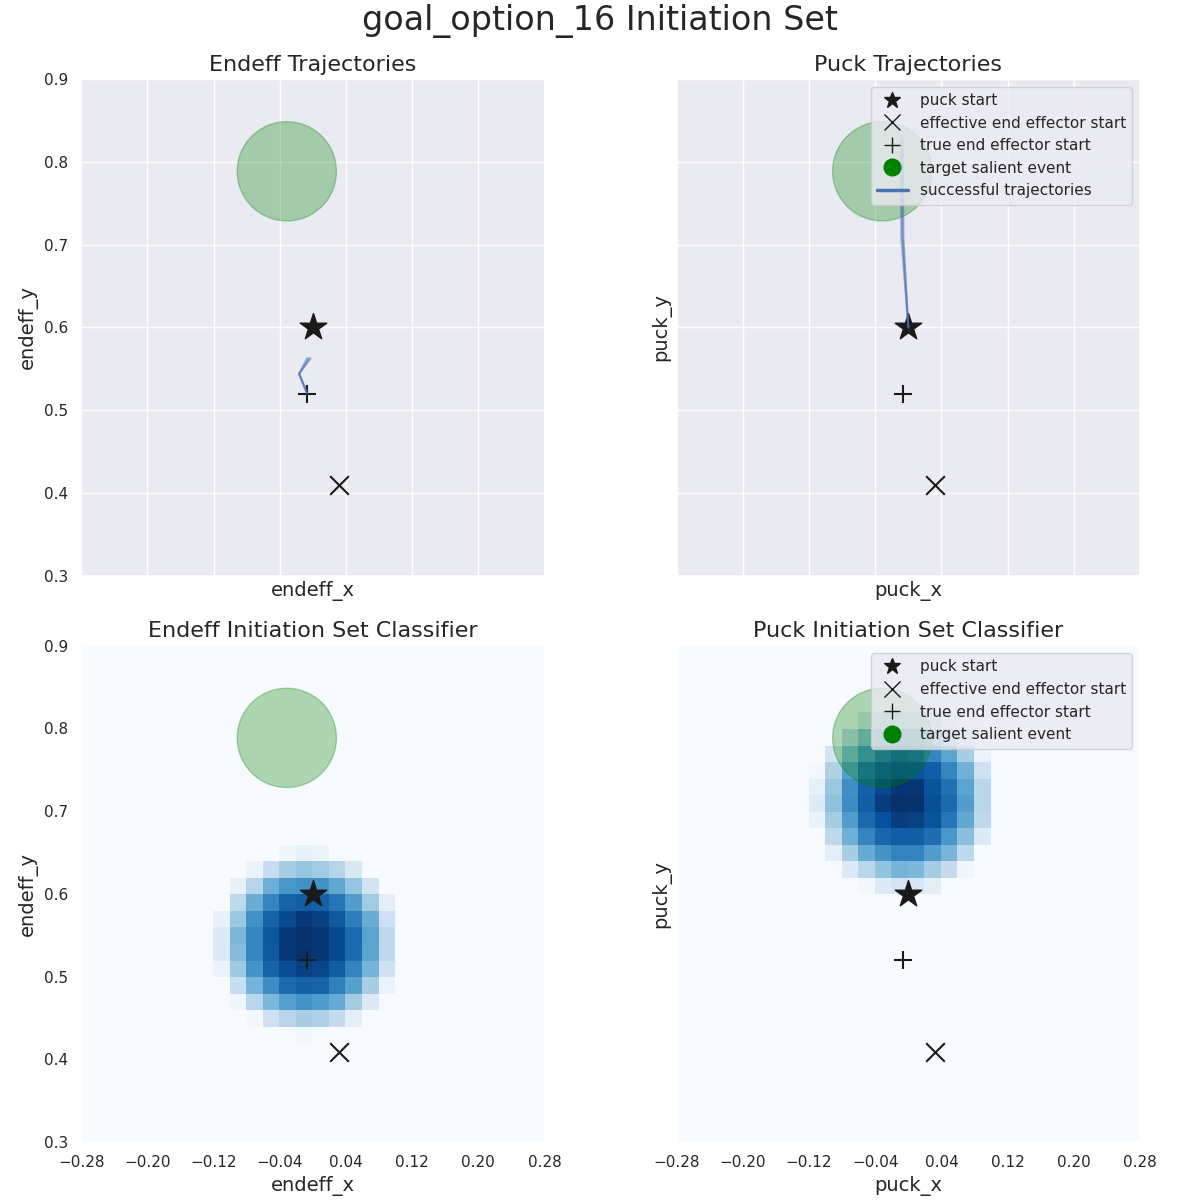 goal_option_16 Initiation Set
Endeff Trajectories
0.9
0.8
0.7
0.6
0.5
0.4
0.3
endeff_y
endeff_x
Puck Trajectories
puck start
effective end effector start
true end effector start
target salient event
successful trajectories
puck_y
puck_x
Endeff Initiation Set Classifier
0.9
0.8
0.7
0.6
0.5
0.4
0.3
endeff_y
−0.28 −0.20 −0.12 −0.04 0.04 0.12 0.20 0.28
endeff_x
Puck Initiation Set Classifier
puck start
effective end effector start
true end effector start
target salient event
puck_y
−0.28 −0.20 −0.12 −0.04 0.04 0.12 0.20 0.28
puck_x